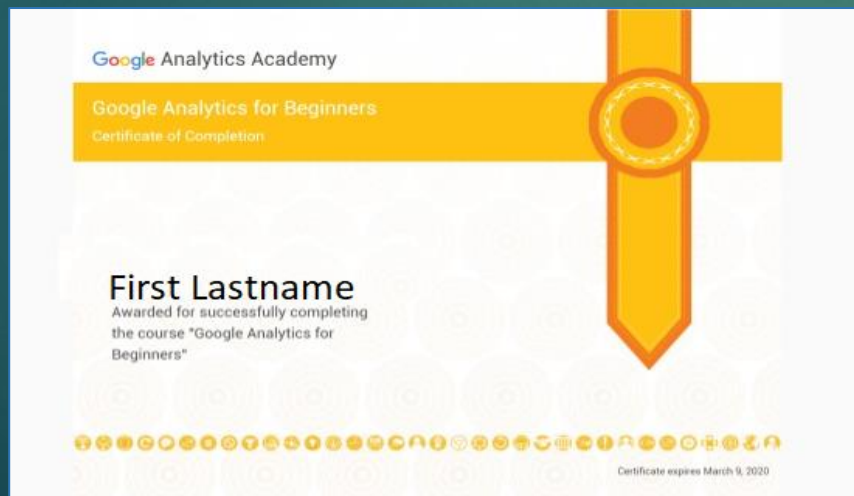 Google Analytics Academy
Google Analytics for Beginners
Certificate of Completion
First Lastname
Awarded for successfully completing
the course "Google Analytics for
Beginners"
Certificate expires March 9, 2020